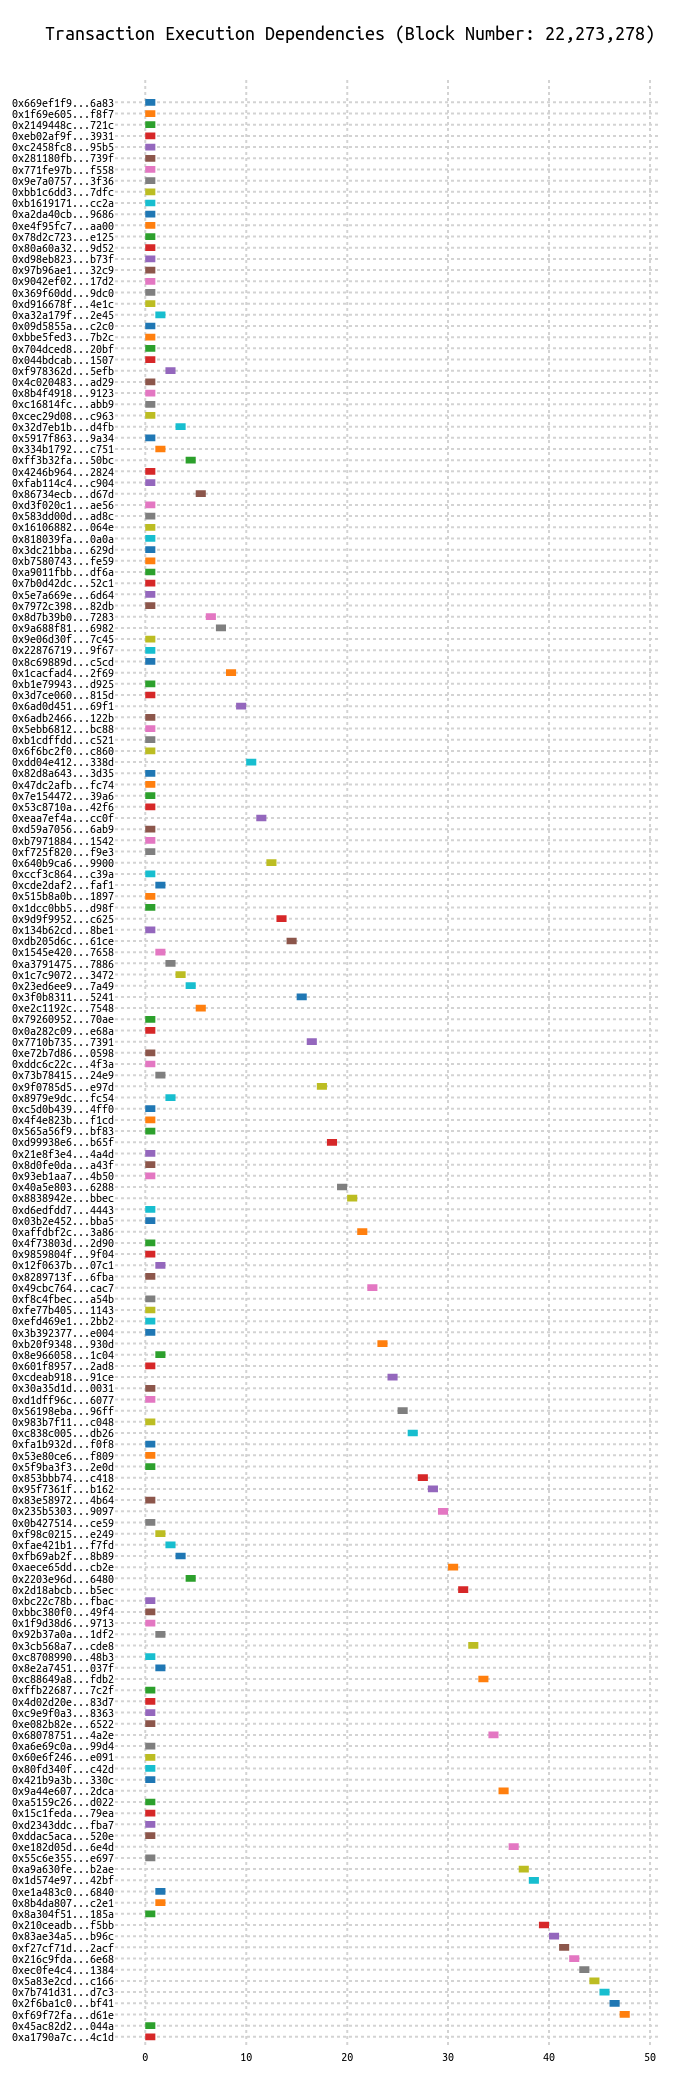 Transaction Execution Dependencies (Block Number: 22,273,278)
0x669ef1f9...6a83
0x1f69e605...f8f7
0x2149448c...721c
0xeb02af9f...3931
0xc2458fc8...95b5
0x281180fb...739f
0x771fe97b...f558
0x9e7a0757...3f36
0xbb1c6dd3...7dfc
0xb1619171...cc2a
0xa2da40cb...9686
0xe4f95fc7...aa00
0x78d2c723...e125
0x80a60a32...9d52
0xd98eb823...b73f
0x97b96ae1...32c9
0x9042ef02...17d2
0x369f60dd...9dc0
0xd916678f...4e1c
0xa32a179f...2e45
0x09d5855a...c2c0
0xbbe5fed3...7b2c
0x704dced8...20bf
0x044bdcab...1507
0xf978362d...5efb
0x4c020483...ad29
0x8b4f4918...9123
0xc16814fc...abb9
0xcec29d08...c963
0x32d7eb1b...d4fb
0x5917f863...9a34
0x334b1792...c751
0xff3b32fa...50bc
0x4246b964...2824
0xfab114c4...c904
0x86734ecb...d67d
0xd3f020c1...ae56
0x583dd00d...ad8c
0x16106882...064e
0x818039fa...0a0a
0x3dc21bba...629d
0xb7580743...fe59
0xa9011fbb...df6a
0x7b0d42dc...52c1
0x5e7a669e...6d64
0x7972c398...82db
0x8d7b39b0...7283
0x9a688f81...6982
0x9e06d30f...7c45
0x22876719...9f67
0x8c69889d...c5cd
0x1cacfad4...2f69
0xb1e79943...d925
0x3d7ce060...815d
0x6ad0d451...69f1
0x6adb2466...122b
0x5ebb6812...bc88
0xb1cdffdd...c521
0x6f6bc2f0...c860
0xdd04e412...338d
0x82d8a643...3d35
0x47dc2afb...fc74
0x7e154472...39a6
0x53c8710a...42f6
0xeaa7ef4a...cc0f
0xd59a7056...6ab9
0xb7971884...1542
0xf725f820...f9e3
0x640b9ca6...9900
0xccf3c864...c39a
0xcde2daf2...faf1
0x515b8a0b...1897
0x1dcc0bb5...d98f
0x9d9f9952...c625
0x134b62cd...8be1
0xdb205d6c...61ce
0x1545e420...7658
0xa3791475...7886
0x1c7c9072...3472
0x23ed6ee9...7a49
0x3f0b8311...5241
0xe2c1192c...7548
0x79260952...70ae
0x0a282c09...e68a
0x7710b735...7391
0xe72b7d86...0598
0xddc6c22c...4f3a
0x73b78415...24e9
0x9f0785d5...e97d
0x8979e9dc...fc54
0xc5d0b439...4ff0
0x4f4e823b...f1cd
0x565a56f9...bf83
0xd99938e6...b65f
0x21e8f3e4...4a4d
0x8d0fe0da...a43f
0x93eb1aa7...4b50
0x40a5e803...6288
0x8838942e...bbec
0xd6edfdd7...4443
0x03b2e452...bba5
0xaffdbf2c...3a86
0x4f73803d...2d90
0x9859804f...9f04
0x12f0637b...07c1
0x8289713f...6fba
0x49cbc764...cac7
0xf8c4fbec...a54b
0xfe77b405...1143
0xefd469e1...2bb2
0x3b392377...e004
0xb20f9348...930d
0x8e966058...1c04
0x601f8957...2ad8
0xcdeab918...91ce
0x30a35d1d...0031
0xd1dff96c...6077
0x56198eba...96ff
0x983b7f11...c048
0xc838c005...db26
0xfa1b932d...f0f8
0x53e80ce6...f809
0x5f9ba3f3...2e0d
0x853bbb74...c418
0x95f7361f...b162
0x83e58972...4b64
0x235b5303...9097
0x0b427514...ce59
0xf98c0215...e249
0xfae421b1...f7fd
0xfb69ab2f...8b89
0xaece65dd...cb2e
0x2203e96d...6480
0x2d18abcb...b5ec
0xbc22c78b...fbac
0xbbc380f0...49f4
0x1f9d38d6...9713
0x92b37a0a...1df2
0x3cb568a7...cde8
0xc8708990...48b3
0x8e2a7451...037f
0xc88649a8...fdb2
0xffb22687...7c2f
0x4d02d20e...83d7
0xc9e9f0a3...8363
0xe082b82e...6522
0x68078751...4a2e
0xa6e69c0a...99d4
0x60e6f246...e091
0x80fd340f...c42d
0x421b9a3b...330c
0x9a44e607...2dca
0xa5159c26...d022
0x15c1feda...79ea
0xd2343ddc...fba7
0xddac5aca...520e
0xe182d05d...6e4d
0x55c6e355...e697
0xa9a630fe...b2ae
0x1d574e97...42bf
0xe1a483c0...6840
0x8b4da807...c2e1
0x8a304f51...185a
0x210ceadb...f5bb
0x83ae34a5...b96c
0xf27cf71d...2acf
0x216c9fda...6e68
0xec0fe4c4...1384
0x5a83e2cd...c166
0x7b741d31...d7c3
0x2f6ba1c0...bf41
0xf69f72fa...d61e
0x45ac82d2...044a
0xa1790a7c...4c1d
0 10 20 30 40 50